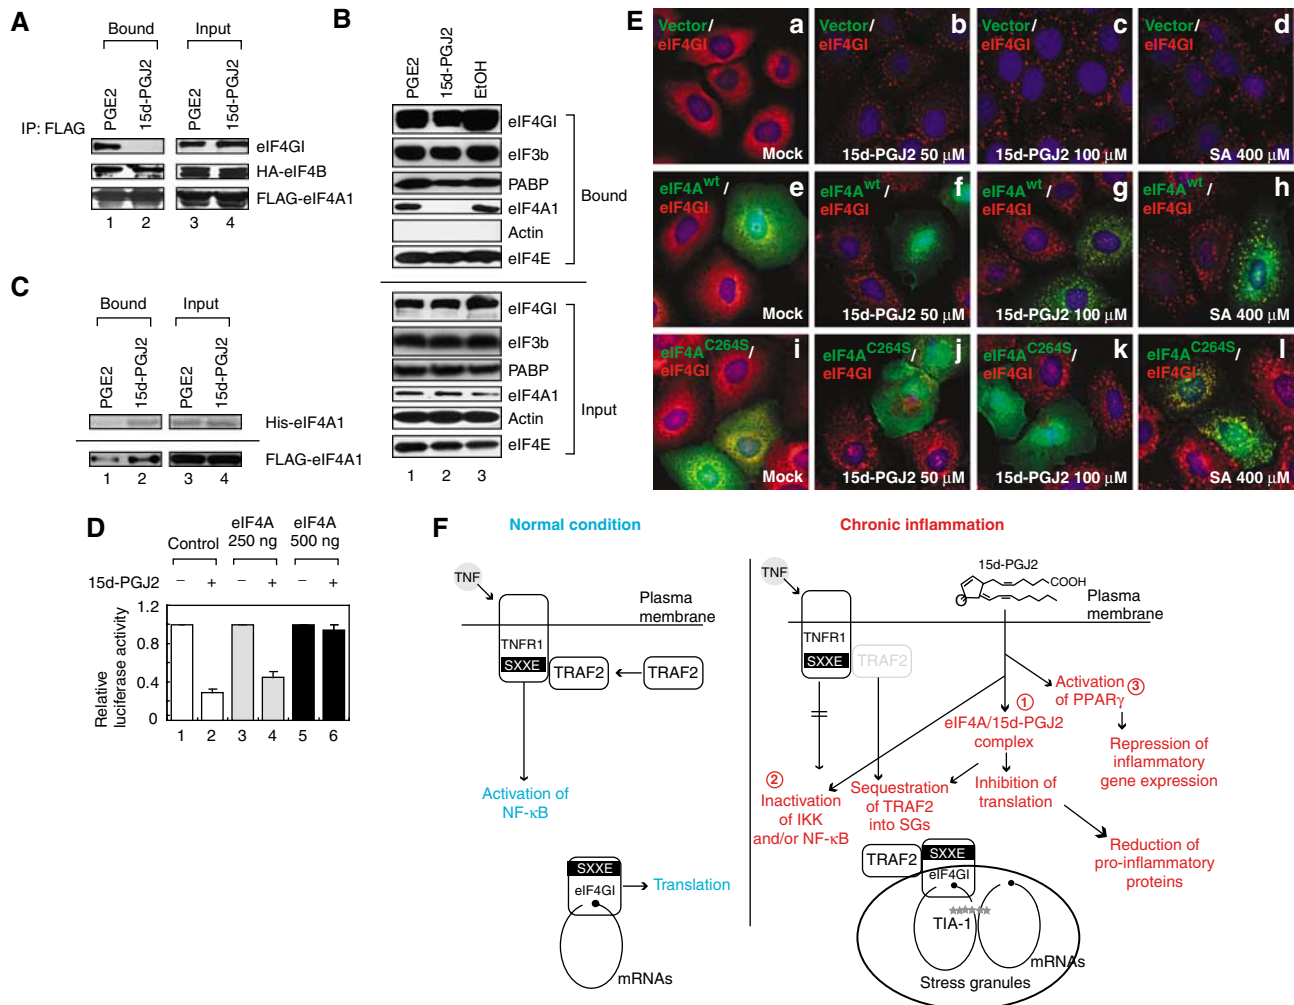 A
Bound
Input
PGE2
15d-PGJ2
PGE2
15d-PGJ2
IP: FLAG
eIF4GI
HA-eIF4B
FLAG-eIF4A1
1 2 3 4
B
PGE2
15d-PGJ2
EtOH
eIF4GI
eIF3b
PABP
eIF4A1
Actin
eIF4E
Bound
eIF4GI
eIF3b
PABP
eIF4A1
Actin
eIF4E
Input
1 2 3
C
Bound
Input
PGE2
15d-PGJ2
PGE2
15d-PGJ2
His-eIF4A1
FLAG-eIF4A1
1 2 3 4
D
Control
eIF4A
250 ng
eIF4A
500 ng
15d-PGJ2 – + – + – +
Relative
luciferase activity
1.2
0.8
0.4
0
1 2 3 4 5 6
E
Vector/
eIF4GI
a
Mock
Vector/
eIF4GI
b
15d-PGJ2 50 μM
Vector/
eIF4GI
c
15d-PGJ2 100 μM
Vector/
eIF4GI
d
SA 400 μM
eIF4Awt/
eIF4GI
e
Mock
eIF4Awt/
eIF4GI
f
15d-PGJ2 50 μM
eIF4Awt/
eIF4GI
g
15d-PGJ2 100 μM
eIF4Awt/
eIF4GI
h
SA 400 μM
eIF4AC264S/
eIF4GI
i
Mock
eIF4AC264S/
eIF4GI
j
15d-PGJ2 50 μM
eIF4AC264S/
eIF4GI
k
15d-PGJ2 100 μM
eIF4AC264S/
eIF4GI
l
SA 400 μM
F
Normal condition
TNF
Plasma
membrane
TNFR1
SXXE
TRAF2
TRAF2
Activation of
NF-κB
SXXE
eIF4GI
Translation
mRNAs
Chronic inflammation
TNF
15d-PGJ2
COOH
O
Plasma
membrane
TNFR1
SXXE
TRAF2
Activation ③
of PPARγ
①
eIF4A/15d-PGJ2
complex
Repression of
inflammatory
gene expression
②
Inactivation
of IKK
and/or NF-κB
Sequestration
of TRAF2
into SGs
Inhibition of
translation
Reduction of
pro-inflammatory
proteins
TRAF2
SXXE
eIF4GI
TIA-1
mRNAs
Stress granules